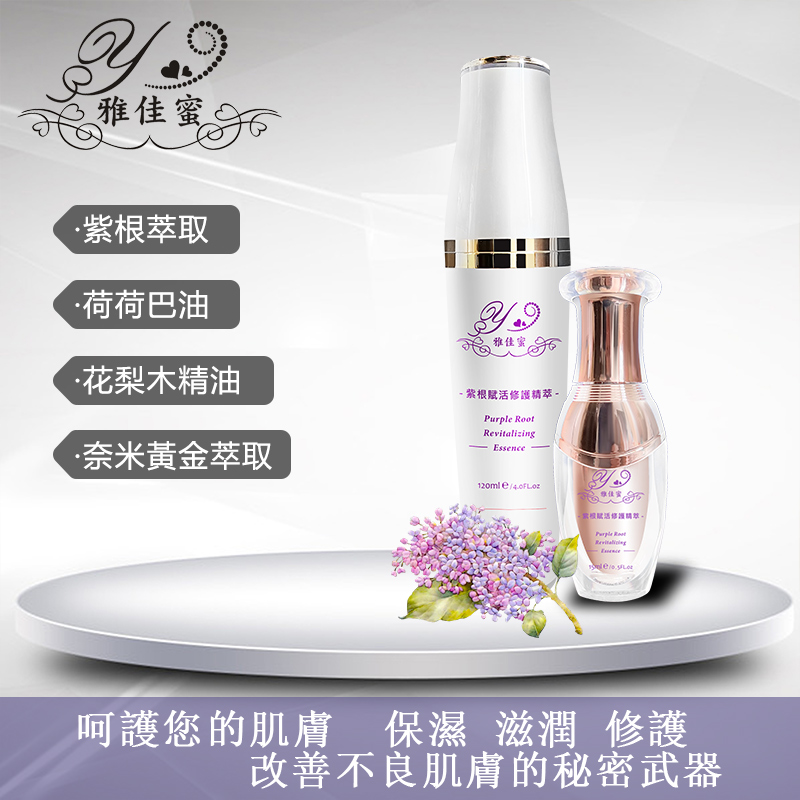 雅佳蜜
·紫根萃取
·荷荷巴油
·花梨木精油
·奈米黃金萃取
雅佳蜜
- 紫根賦活修護精萃 -
Purple Root
Revitalizing
Essence
120ml e/4.0FL.oz
雅佳蜜
- 紫根賦活修護精萃 -
Purple Root
Revitalizing
Essence
15ml e/0.5FL.oz
呵護您的肌膚 保濕 滋潤 修護
改善不良肌膚的秘密武器